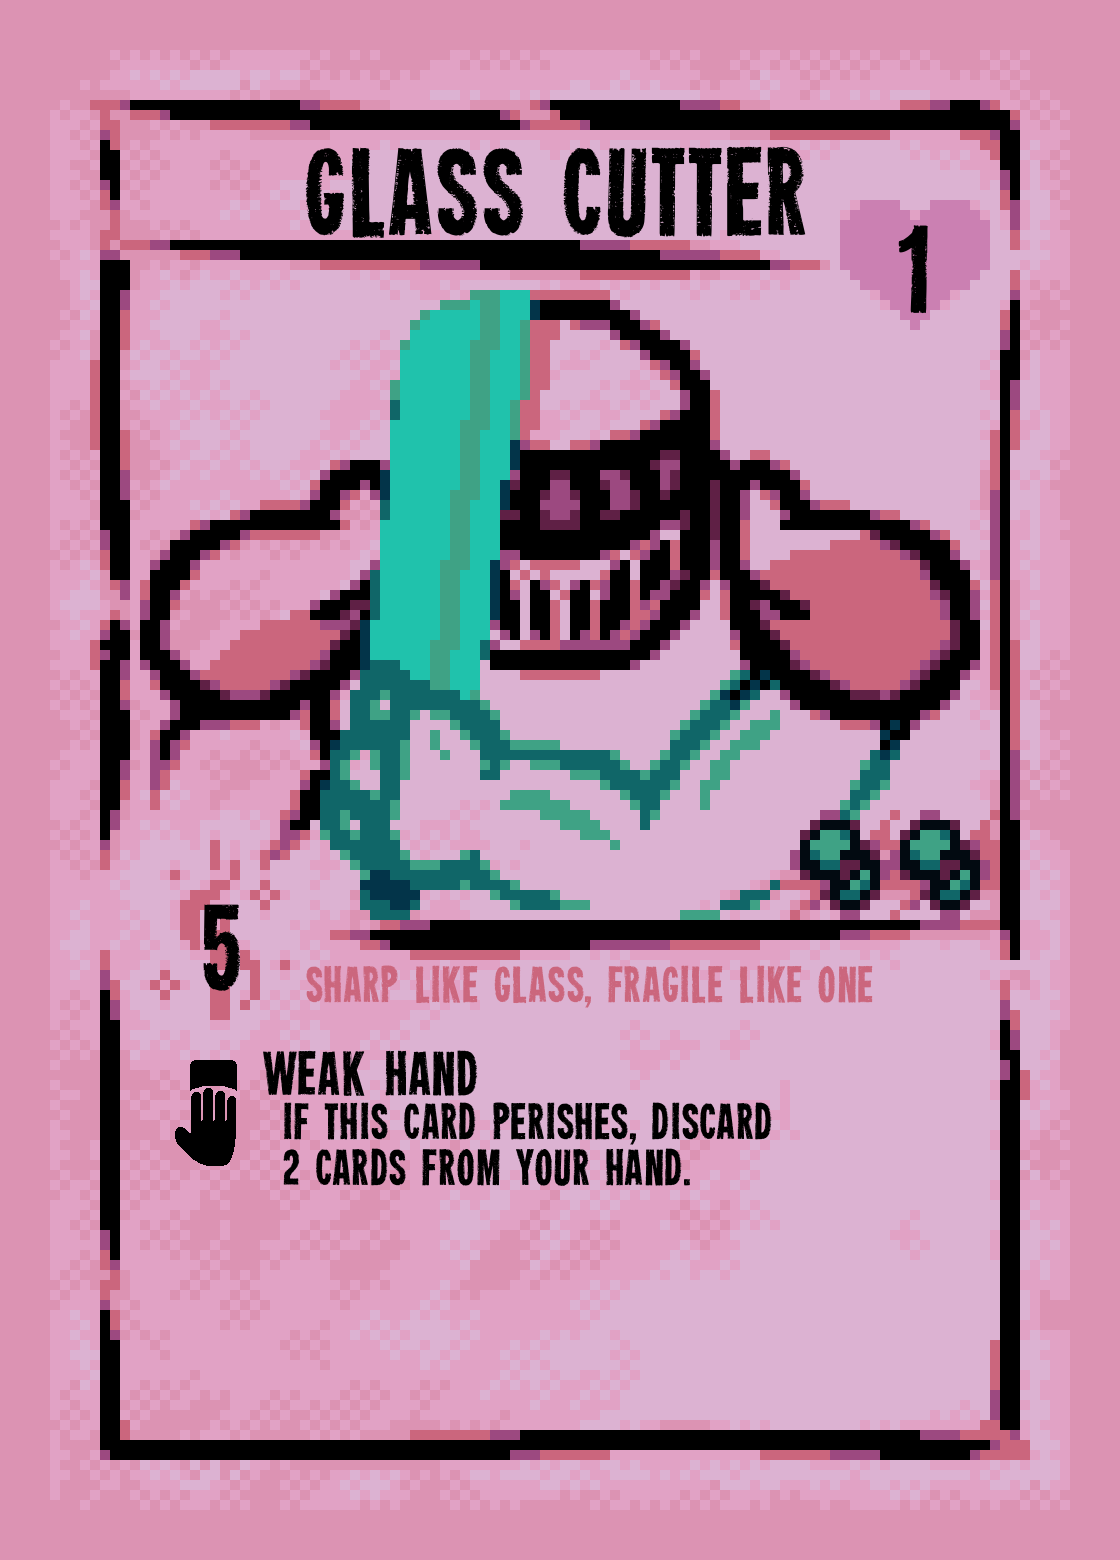 GLASS CUTTER
1
5
SHARP LIKE GLASS, FRAGILE LIKE ONE
WEAK HAND
IF THIS CARD PERISHES, DISCARD
2 CARDS FROM YOUR HAND.